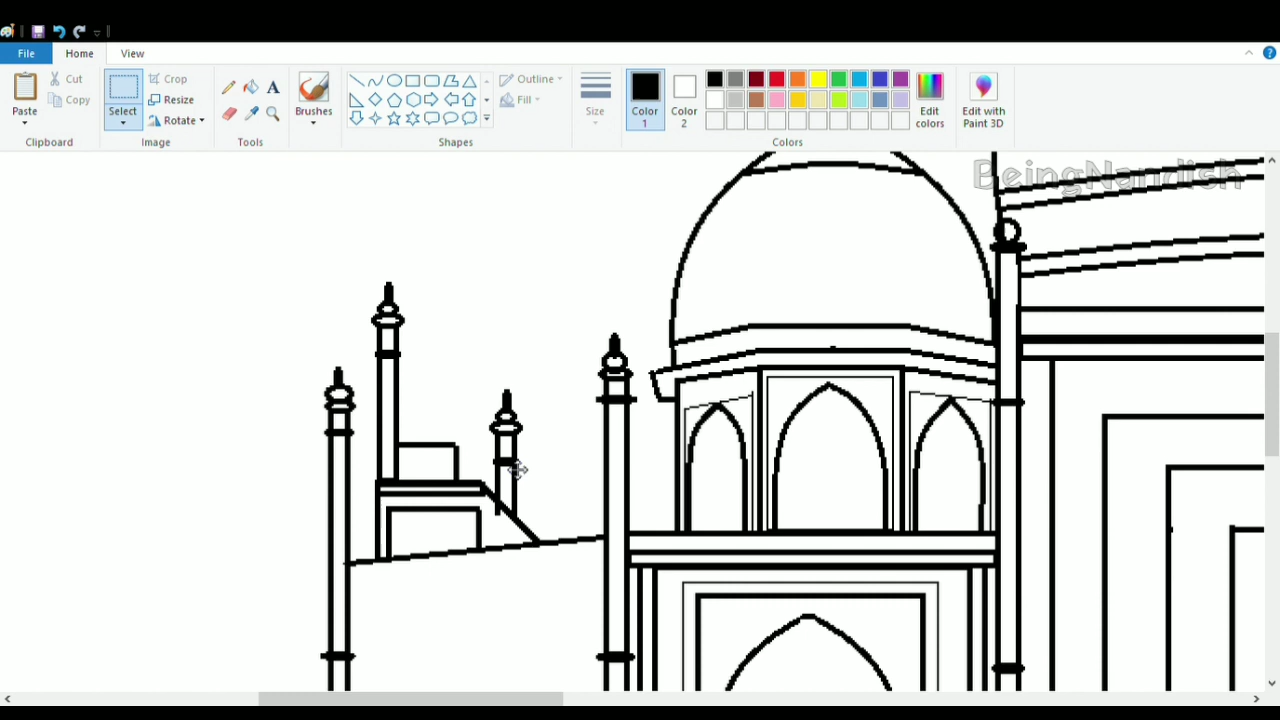 File Home View
Paste
Cut
Copy
Clipboard
Select
Crop
Resize
Rotate
Image
Tools
Brushes
Shapes
Outline
Fill
Size
Color 1
Color 2
Edit colors
Colors
Edit with Paint 3D
BeingNandish